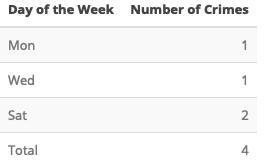 Day of the Week Number of Crimes
Mon 1
Wed 1
Sat 2
Total 4